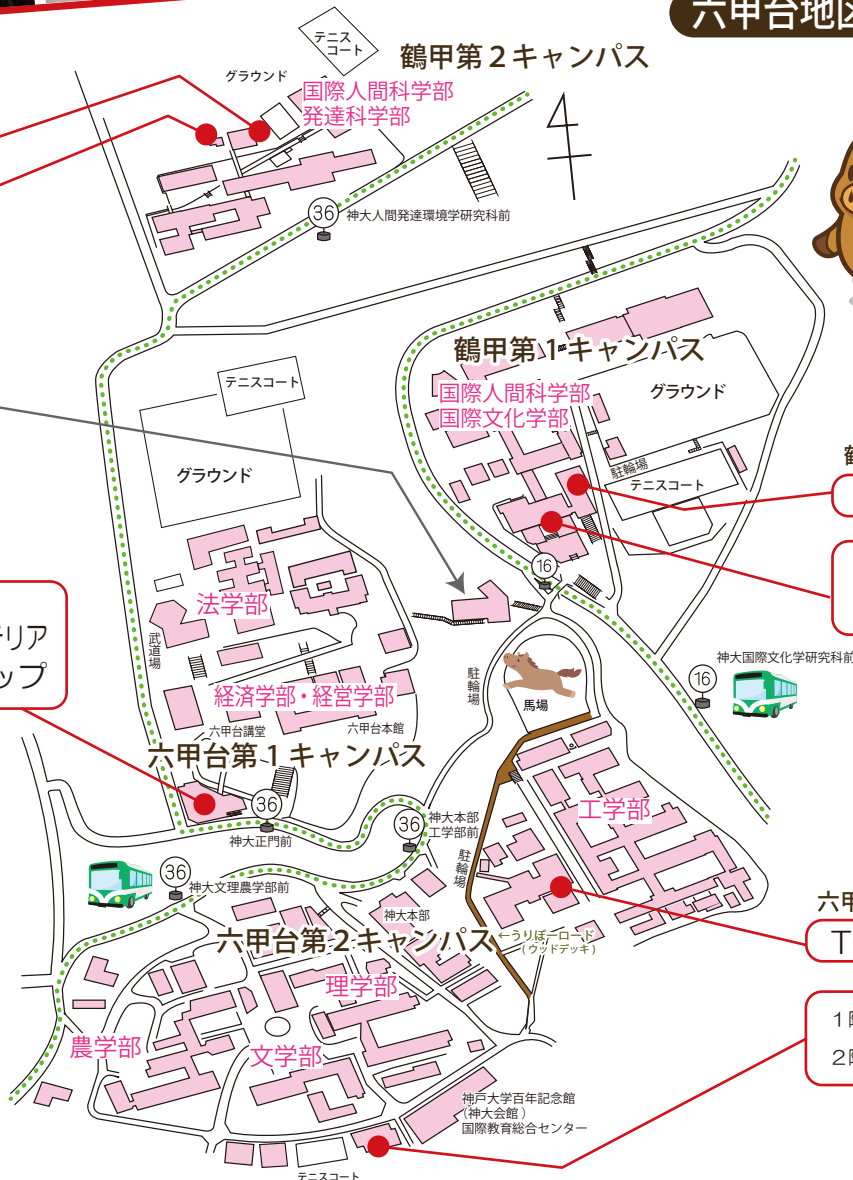 六甲台地区
テニス
コート
鶴甲第2キャンパス
グラウンド
国際人間科学部
発達科学部
36
神大人間発達環境学研究科前
鶴甲第1キャンパス
テニスコート
国際人間科学部
国際文化学部
グラウンド
グラウンド
駐輪場
テニスコート
16
法学部
武道場
テリア
ップ
神大国際文化学研究科前
16
駐輪場
馬場
経済学部・経営学部
六甲台講堂
六甲台本館
六甲台第1キャンパス
36
神大正門前
36
神大本部
工学部前
工学部
駐輪場
36
神大文理農学部前
六甲
T
神大本部
六甲台第2キャンパス
←うりぼーロード
(ウッドデッキ)
理学部
1階
2階
農学部
文学部
神戸大学百年記念館
(神大会館)
国際教育総合センター
テニスコート